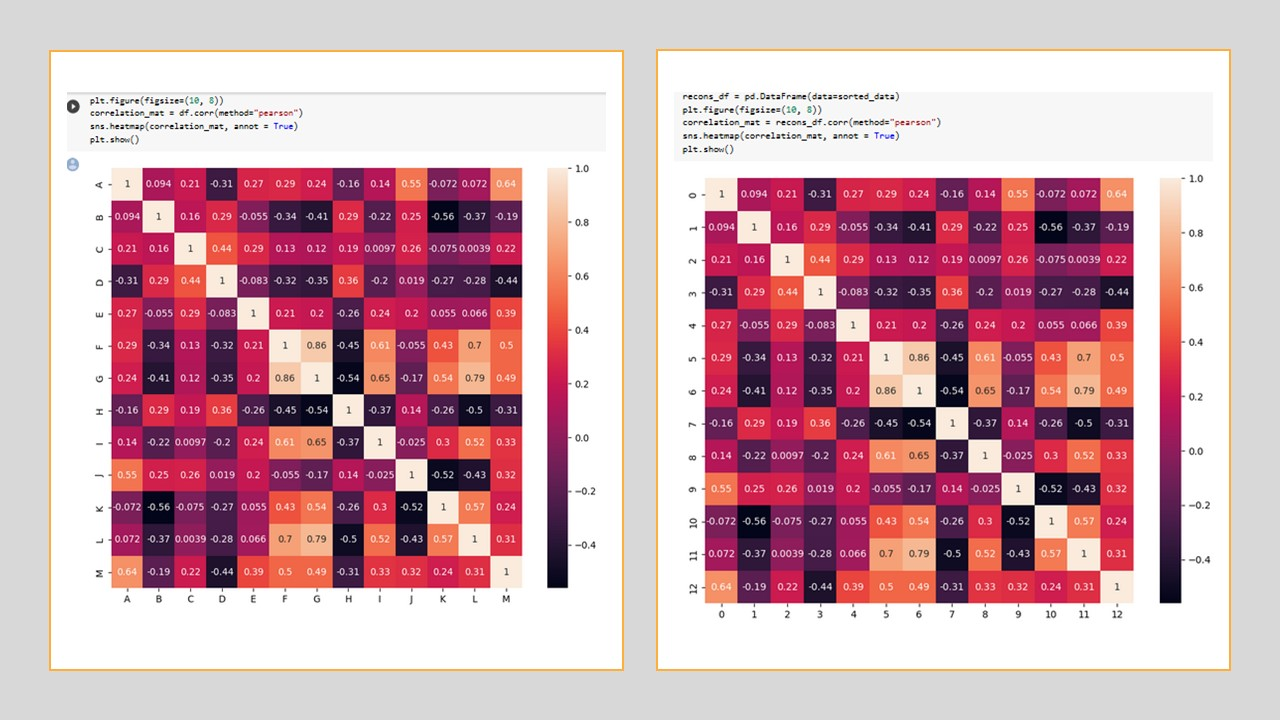 plt.figure(figsize=(10, 8))
correlation_mat = df.corr(method="pearson")
sns.heatmap(correlation_mat, annot = True)
plt.show()
A 1 0.094 0.21 -0.31 0.27 0.29 0.24 -0.16 0.14 0.55 -0.072 0.072 0.64
B 0.094 1 0.16 0.29 -0.055 -0.34 -0.41 0.29 -0.22 0.25 -0.56 -0.37 -0.19
C 0.21 0.16 1 0.44 0.29 0.13 0.12 0.19 0.0097 0.26 -0.075 0.0039 0.22
D -0.31 0.29 0.44 1 -0.083 -0.32 -0.35 0.36 -0.2 0.019 -0.27 -0.28 -0.44
E 0.27 -0.055 0.29 -0.083 1 0.21 0.2 -0.26 0.24 0.2 0.055 0.066 0.39
F 0.29 -0.34 0.13 -0.32 0.21 1 0.86 -0.45 0.61 -0.055 0.43 0.7 0.5
G 0.24 -0.41 0.12 -0.35 0.2 0.86 1 -0.54 0.65 -0.17 0.54 0.79 0.49
H -0.16 0.29 0.19 0.36 -0.26 -0.45 -0.54 1 -0.37 0.14 -0.26 -0.5 -0.31
I 0.14 -0.22 0.0097 -0.2 0.24 0.61 0.65 -0.37 1 -0.025 0.3 0.52 0.33
J 0.55 0.25 0.26 0.019 0.2 -0.055 -0.17 0.14 -0.025 1 -0.52 -0.43 0.32
K -0.072 -0.56 -0.075 -0.27 0.055 0.43 0.54 -0.26 0.3 -0.52 1 0.57 0.24
L 0.072 -0.37 0.0039 -0.28 0.066 0.7 0.79 -0.5 0.52 -0.43 0.57 1 0.31
M 0.64 -0.19 0.22 -0.44 0.39 0.5 0.49 -0.31 0.33 0.32 0.24 0.31 1
A B C D E F G H I J K L M
1.0
0.8
0.6
0.4
0.2
0.0
−0.2
−0.4
recons_df = pd.DataFrame(data=sorted_data)
plt.figure(figsize=(10, 8))
correlation_mat = recons_df.corr(method="pearson")
sns.heatmap(correlation_mat, annot = True)
plt.show()
0 1 0.094 0.21 -0.31 0.27 0.29 0.24 -0.16 0.14 0.55 -0.072 0.072 0.64
1 0.094 1 0.16 0.29 -0.055 -0.34 -0.41 0.29 -0.22 0.25 -0.56 -0.37 -0.19
2 0.21 0.16 1 0.44 0.29 0.13 0.12 0.19 0.0097 0.26 -0.075 0.0039 0.22
3 -0.31 0.29 0.44 1 -0.083 -0.32 -0.35 0.36 -0.2 0.019 -0.27 -0.28 -0.44
4 0.27 -0.055 0.29 -0.083 1 0.21 0.2 -0.26 0.24 0.2 0.055 0.066 0.39
5 0.29 -0.34 0.13 -0.32 0.21 1 0.86 -0.45 0.61 -0.055 0.43 0.7 0.5
6 0.24 -0.41 0.12 -0.35 0.2 0.86 1 -0.54 0.65 -0.17 0.54 0.79 0.49
7 -0.16 0.29 0.19 0.36 -0.26 -0.45 -0.54 1 -0.37 0.14 -0.26 -0.5 -0.31
8 0.14 -0.22 0.0097 -0.2 0.24 0.61 0.65 -0.37 1 -0.025 0.3 0.52 0.33
9 0.55 0.25 0.26 0.019 0.2 -0.055 -0.17 0.14 -0.025 1 -0.52 -0.43 0.32
10 -0.072 -0.56 -0.075 -0.27 0.055 0.43 0.54 -0.26 0.3 -0.52 1 0.57 0.24
11 0.072 -0.37 0.0039 -0.28 0.066 0.7 0.79 -0.5 0.52 -0.43 0.57 1 0.31
12 0.64 -0.19 0.22 -0.44 0.39 0.5 0.49 -0.31 0.33 0.32 0.24 0.31 1
0 1 2 3 4 5 6 7 8 9 10 11 12
1.0
0.8
0.6
0.4
0.2
0.0
−0.2
−0.4